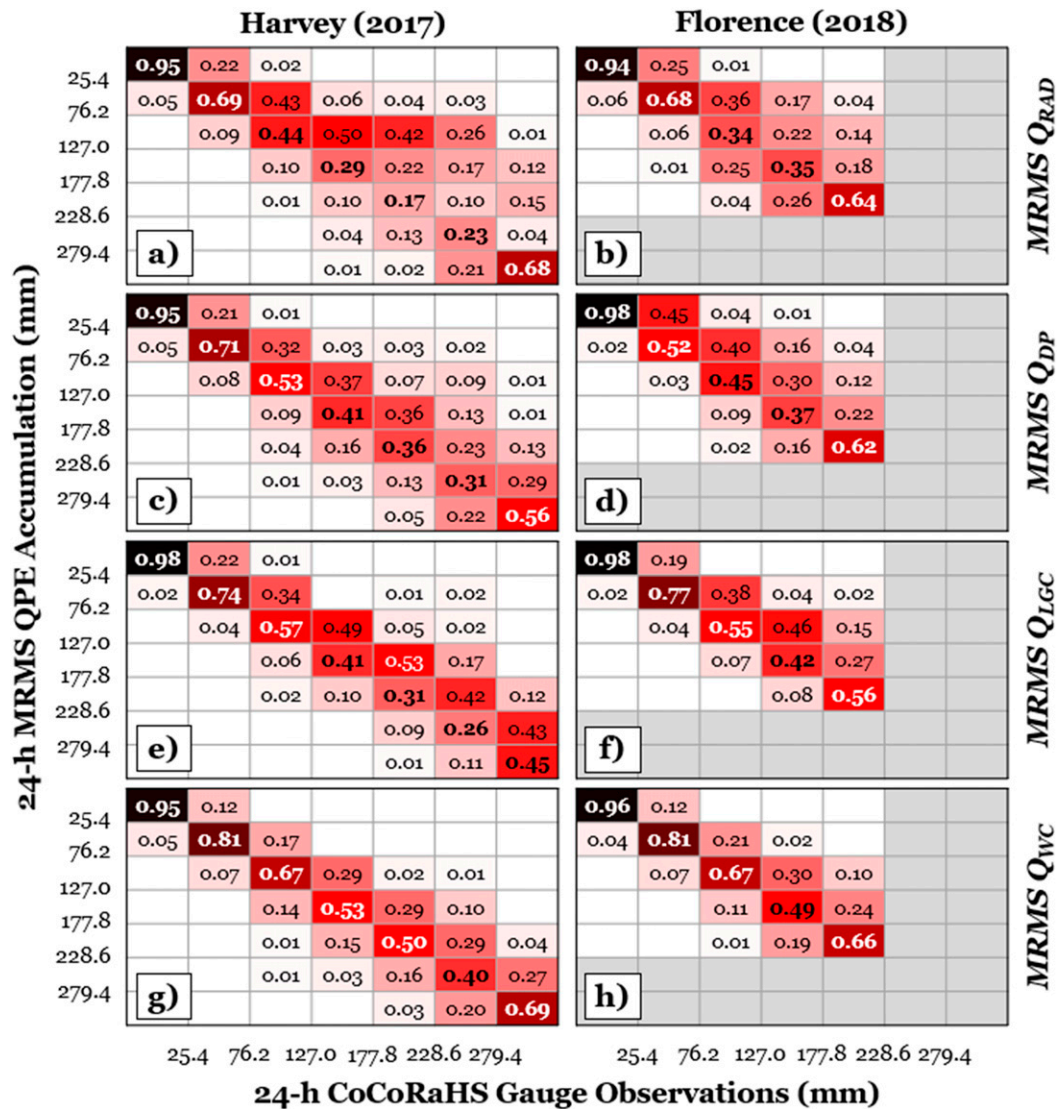 Harvey (2017) Florence (2018)
24-h MRMS QPE Accumulation (mm)
0.95 0.22 0.02 0.94 0.25 0.01
25.4
0.05 0.69 0.43 0.06 0.04 0.03 0.06 0.68 0.36 0.17 0.04
76.2
0.09 0.44 0.50 0.42 0.26 0.01 0.06 0.34 0.22 0.14
127.0
0.10 0.29 0.22 0.17 0.12 0.01 0.25 0.35 0.18
177.8
0.01 0.10 0.17 0.10 0.15 0.04 0.26 0.64
228.6
0.04 0.13 0.23 0.04
279.4
0.01 0.02 0.21 0.68
a) b)
MRMS QRAD
0.95 0.21 0.01 0.98 0.45 0.04 0.01
25.4
0.05 0.71 0.32 0.03 0.03 0.02 0.02 0.52 0.40 0.16 0.04
76.2
0.08 0.53 0.37 0.07 0.09 0.01 0.03 0.45 0.30 0.12
127.0
0.09 0.41 0.36 0.13 0.01 0.09 0.37 0.22
177.8
0.04 0.16 0.36 0.23 0.13 0.02 0.16 0.62
228.6
0.01 0.03 0.13 0.31 0.29
279.4
0.05 0.22 0.56
c) d)
MRMS QDP
0.98 0.22 0.01 0.98 0.19
25.4
0.02 0.74 0.34 0.01 0.02 0.02 0.77 0.38 0.04 0.02
76.2
0.04 0.57 0.49 0.05 0.02 0.04 0.55 0.46 0.15
127.0
0.06 0.41 0.53 0.17 0.07 0.42 0.27
177.8
0.02 0.10 0.31 0.42 0.12 0.08 0.56
228.6
0.09 0.26 0.43
279.4
0.01 0.11 0.45
e) f)
MRMS QLGC
0.95 0.12 0.96 0.12
25.4
0.05 0.81 0.17 0.04 0.81 0.21 0.02
76.2
0.07 0.67 0.29 0.02 0.01 0.07 0.67 0.30 0.10
127.0
0.14 0.53 0.29 0.10 0.11 0.49 0.24
177.8
0.01 0.15 0.50 0.29 0.04 0.01 0.19 0.66
228.6
0.01 0.03 0.16 0.40 0.27
279.4
0.03 0.20 0.69
g) h)
MRMS QWC
25.4 76.2 127.0 177.8 228.6 279.4 25.4 76.2 127.0 177.8 228.6 279.4
24-h CoCoRaHS Gauge Observations (mm)